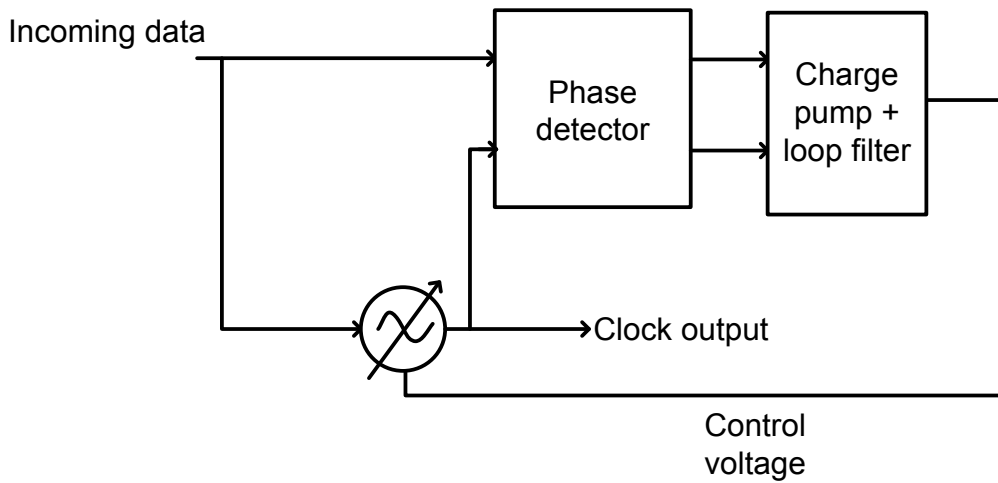 Incoming data
Phase
detector
Charge
pump +
loop filter
Clock output
Control
voltage